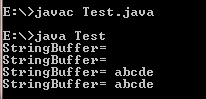 E:\>javac Test.java
E:\>java Test
StringBuffer=
StringBuffer=
StringBuffer= abcde
StringBuffer= abcde